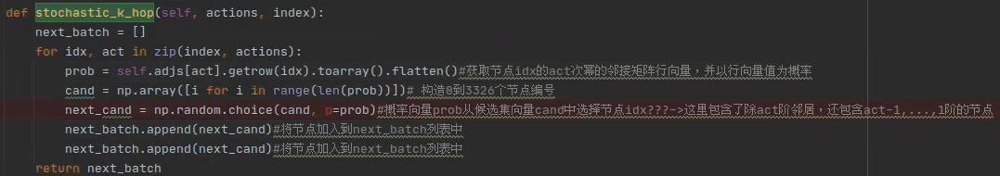 def stochastic_k_hop(self, actions, index):
    next_batch = []
    for idx, act in zip(index, actions):
        prob = self.adjs[act].getrow(idx).toarray().flatten()#获取节点idx的act次幂的邻接矩阵行向量，并以行向量值为概率
        cand = np.array([i for i in range(len(prob))])# 构造0到3326个节点编号
        next_cand = np.random.choice(cand, p=prob)#概率向量prob从候选集向量cand中选择节点idx???->这里包含了除act阶邻居，还包含act-1,...,1阶的节点
        next_batch.append(next_cand)#将节点加入到next_batch列表中
        next_batch.append(next_cand)#将节点加入到next_batch列表中
    return next_batch